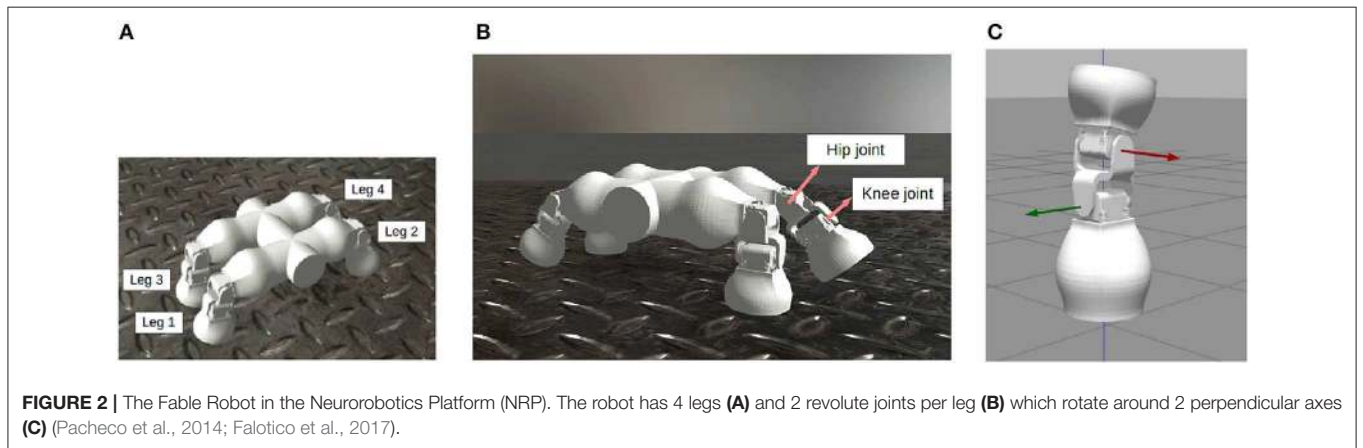 A
B
C
Leg 4
Leg 2
Leg 3
Leg 1
Hip joint
Knee joint
FIGURE 2 | The Fable Robot in the Neurorobotics Platform (NRP). The robot has 4 legs (A) and 2 revolute joints per leg (B) which rotate around 2 perpendicular axes
(C) (Pacheco et al., 2014; Falotico et al., 2017).